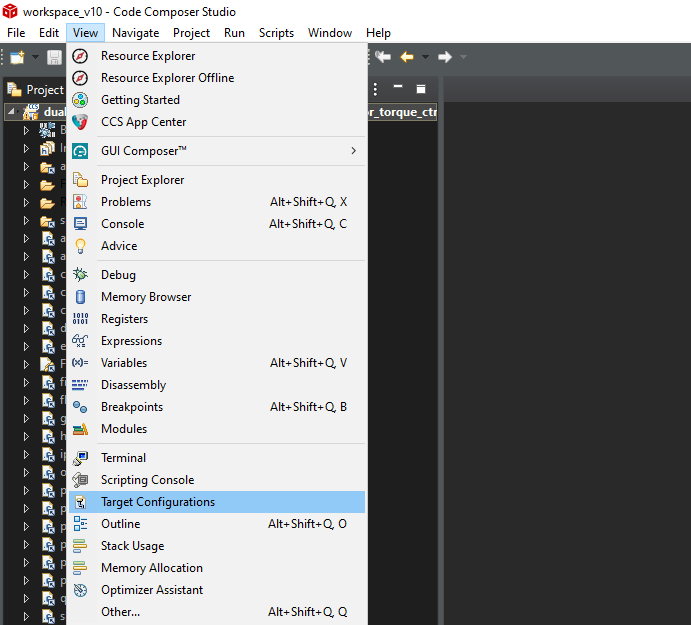 workspace_v10 - Code Composer Studio
File Edit View Navigate Project Run Scripts Window Help
Resource Explorer
Resource Explorer Offline
Getting Started
CCS App Center
GUI Composer™
Project Explorer
Problems Alt+Shift+Q, X
Console Alt+Shift+Q, C
Advice
Debug
Memory Browser
Registers
Expressions
Variables Alt+Shift+Q, V
Disassembly
Breakpoints Alt+Shift+Q, B
Modules
Terminal
Scripting Console
Target Configurations
Outline Alt+Shift+Q, O
Stack Usage
Memory Allocation
Optimizer Assistant
Other... Alt+Shift+Q, Q
Project
dual
or_torque_ctr